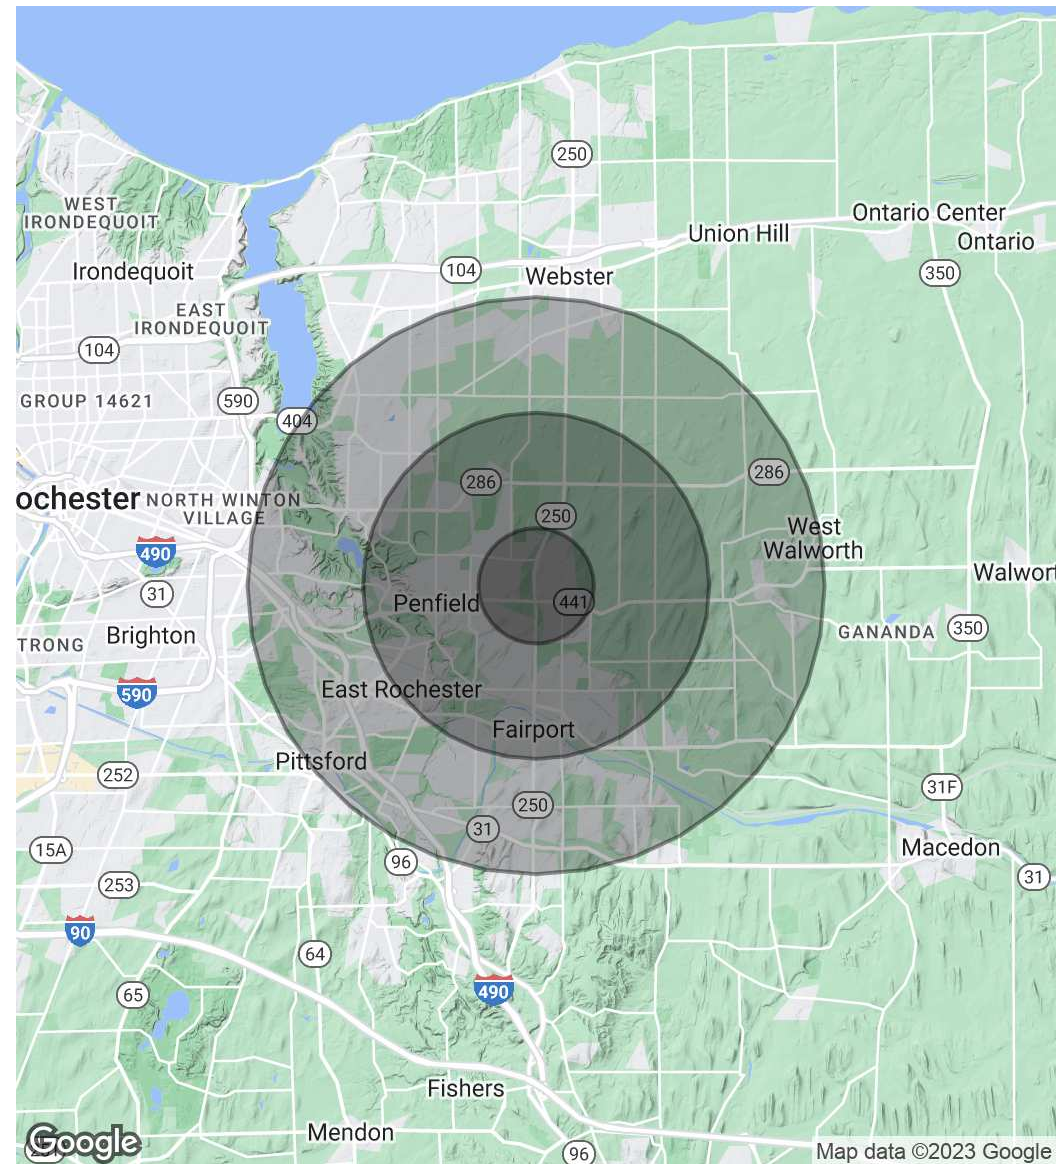 250
WEST
IRONDEQUOIT
Ontario Center
Union Hill
Ontario
Irondequoit
104
Webster
350
EAST
IRONDEQUOIT
104
GROUP 14621
590
404
286
286
ochester
NORTH WINTON
VILLAGE
250
West
Walworth
490
Walwort
31
Penfield
441
TRONG
Brighton
GANANDA
350
590
East Rochester
Fairport
Pittsford
252
31F
250
31
15A
96
Macedon
253
31
90
64
65
490
Fishers
Mendon
Google
96
Map data ©2023 Google